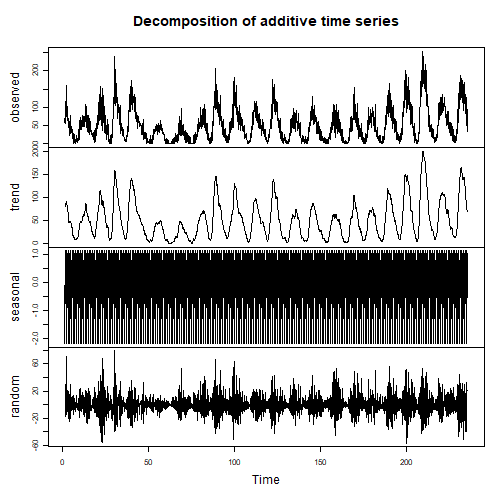 Decomposition of additive time series
observed
50 100 200
trend
0 50 100 150 200
seasonal
-2.0 -1.0 0.0 1.0
random
-60 -20 20 60
0 50 100 150 200
Time